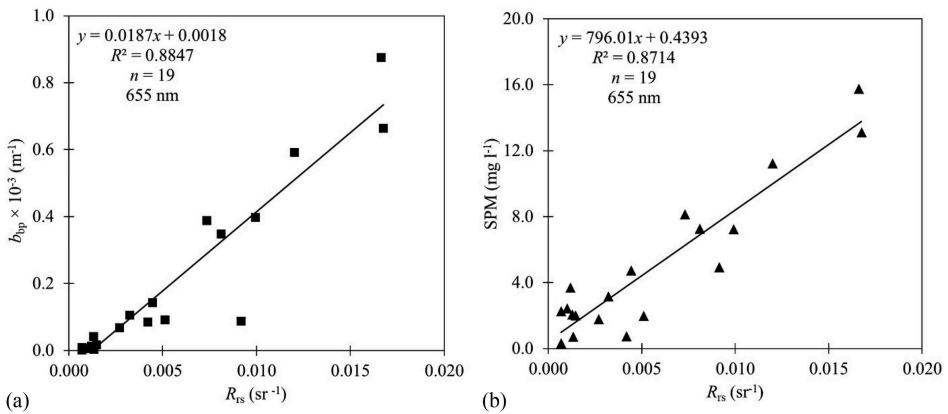 (a)
y = 0.0187x + 0.0018
R² = 0.8847
n = 19
655 nm
1.0
0.8
0.6
0.4
0.2
0.0
b_bp × 10⁻³ (m⁻¹)
0.000 0.005 0.010 0.015 0.020
R_rs (sr⁻¹)
(b)
y = 796.01x + 0.4393
R² = 0.8714
n = 19
655 nm
20.0
16.0
12.0
8.0
4.0
0.0
SPM (mg l⁻¹)
0.000 0.005 0.010 0.015 0.020
R_rs (sr⁻¹)